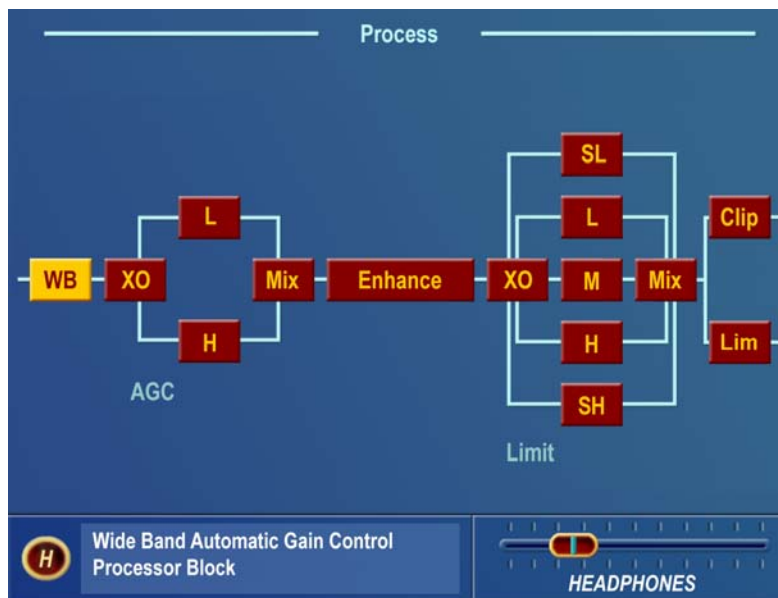 Process
SL
L
L
Clip
WB
XO
Mix
Enhance
XO
M
Mix
H
H
Lim
AGC
SH
Limit
H
Wide Band Automatic Gain Control
Processor Block
HEADPHONES